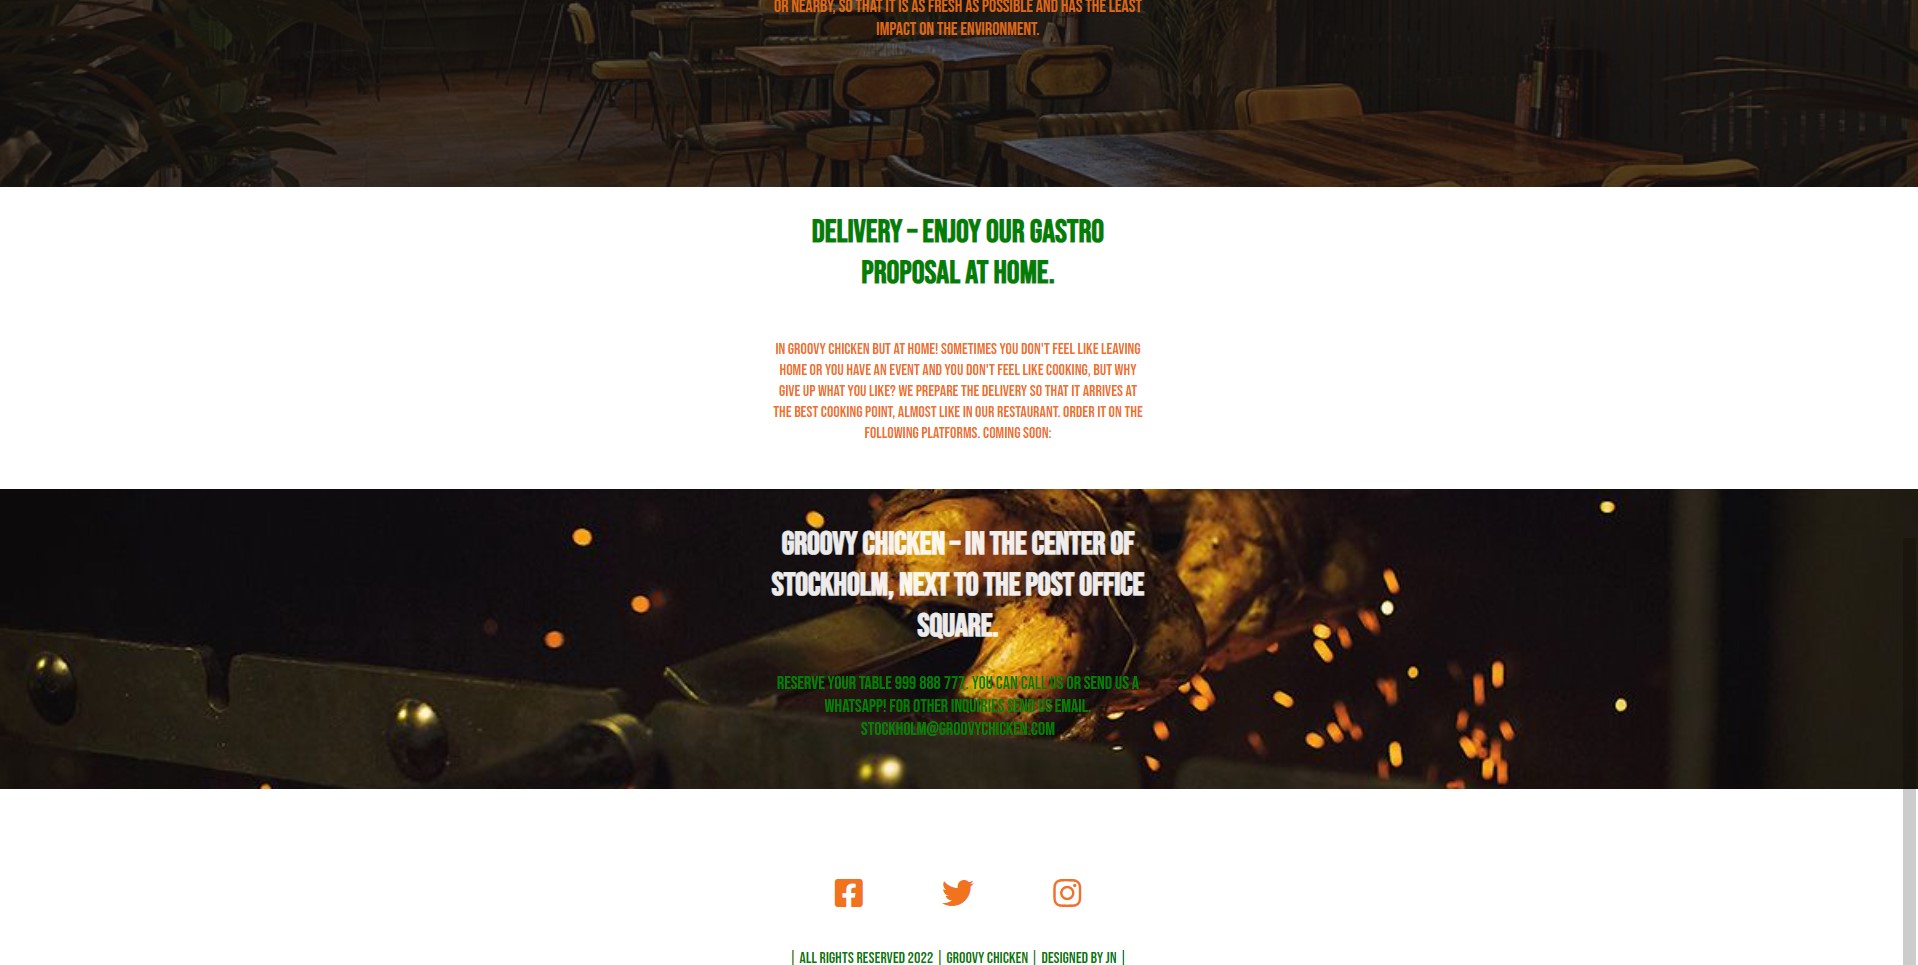 OR NEARBY, SO THAT IT IS AS FRESH AS POSSIBLE AND HAS THE LEAST
IMPACT ON THE ENVIRONMENT.
DELIVERY – ENJOY OUR GASTRO
PROPOSAL AT HOME.
IN GROOVY CHICKEN BUT AT HOME! SOMETIMES YOU DON'T FEEL LIKE LEAVING
HOME OR YOU HAVE AN EVENT AND YOU DON'T FEEL LIKE COOKING, BUT WHY
GIVE UP WHAT YOU LIKE? WE PREPARE THE DELIVERY SO THAT IT ARRIVES AT
THE BEST COOKING POINT, ALMOST LIKE IN OUR RESTAURANT. ORDER IT ON THE
FOLLOWING PLATFORMS. COMING SOON:
GROOVY CHICKEN – IN THE CENTER OF
STOCKHOLM, NEXT TO THE POST OFFICE
SQUARE.
RESERVE YOUR TABLE 999 888 777. YOU CAN CALL US OR SEND US A
WHATSAPP! FOR OTHER INQUIRIES SEND US EMAIL.
STOCKHOLM@GROOVYCHICKEN.COM
| ALL RIGHTS RESERVED 2022 | GROOVY CHICKEN | DESIGNED BY JN |